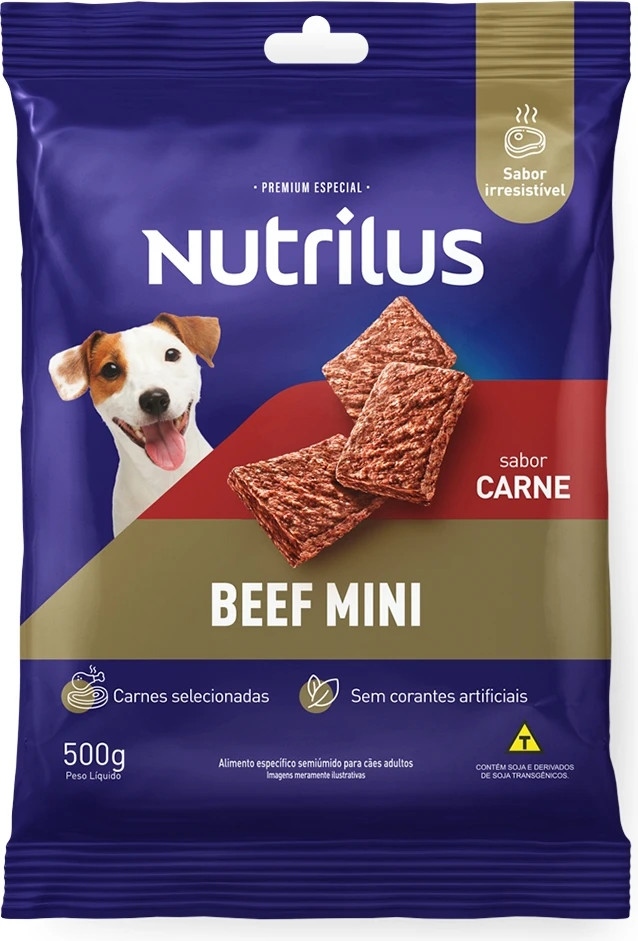 Sabor
irresistível
• PREMIUM ESPECIAL •
Nutrilus
sabor
CARNE
BEEF MINI
Carnes selecionadas
Sem corantes artificiais
500g
Peso Líquido
Alimento específico semiúmido para cães adultos
Imagens meramente ilustrativas
T
CONTÉM SOJA E DERIVADOS
DE SOJA TRANSGÊNICOS.